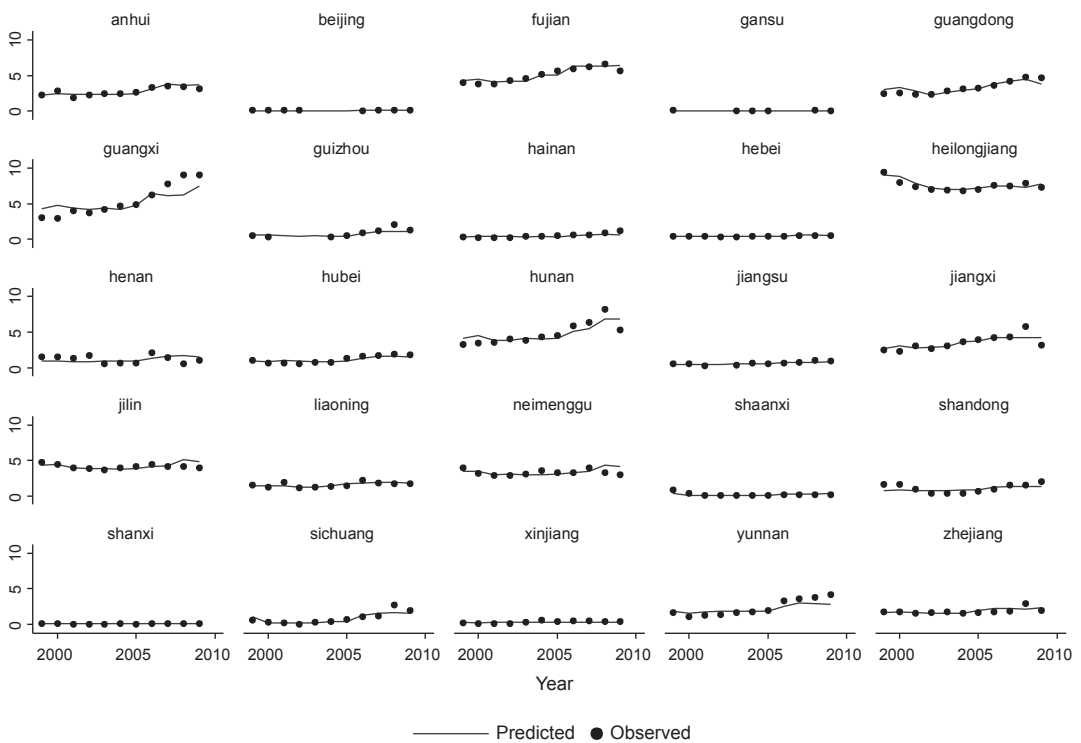 anhui beijing fujian gansu guangdong
0 5 10
guangxi guizhou hainan hebei heilongjiang
0 5 10
henan hubei hunan jiangsu jiangxi
0 5 10
jilin liaoning neimenggu shaanxi shandong
0 5 10
shanxi sichuang xinjiang yunnan zhejiang
0 5 10
2000 2005 2010 2000 2005 2010 2000 2005 2010 2000 2005 2010 2000 2005 2010
Year
Predicted Observed